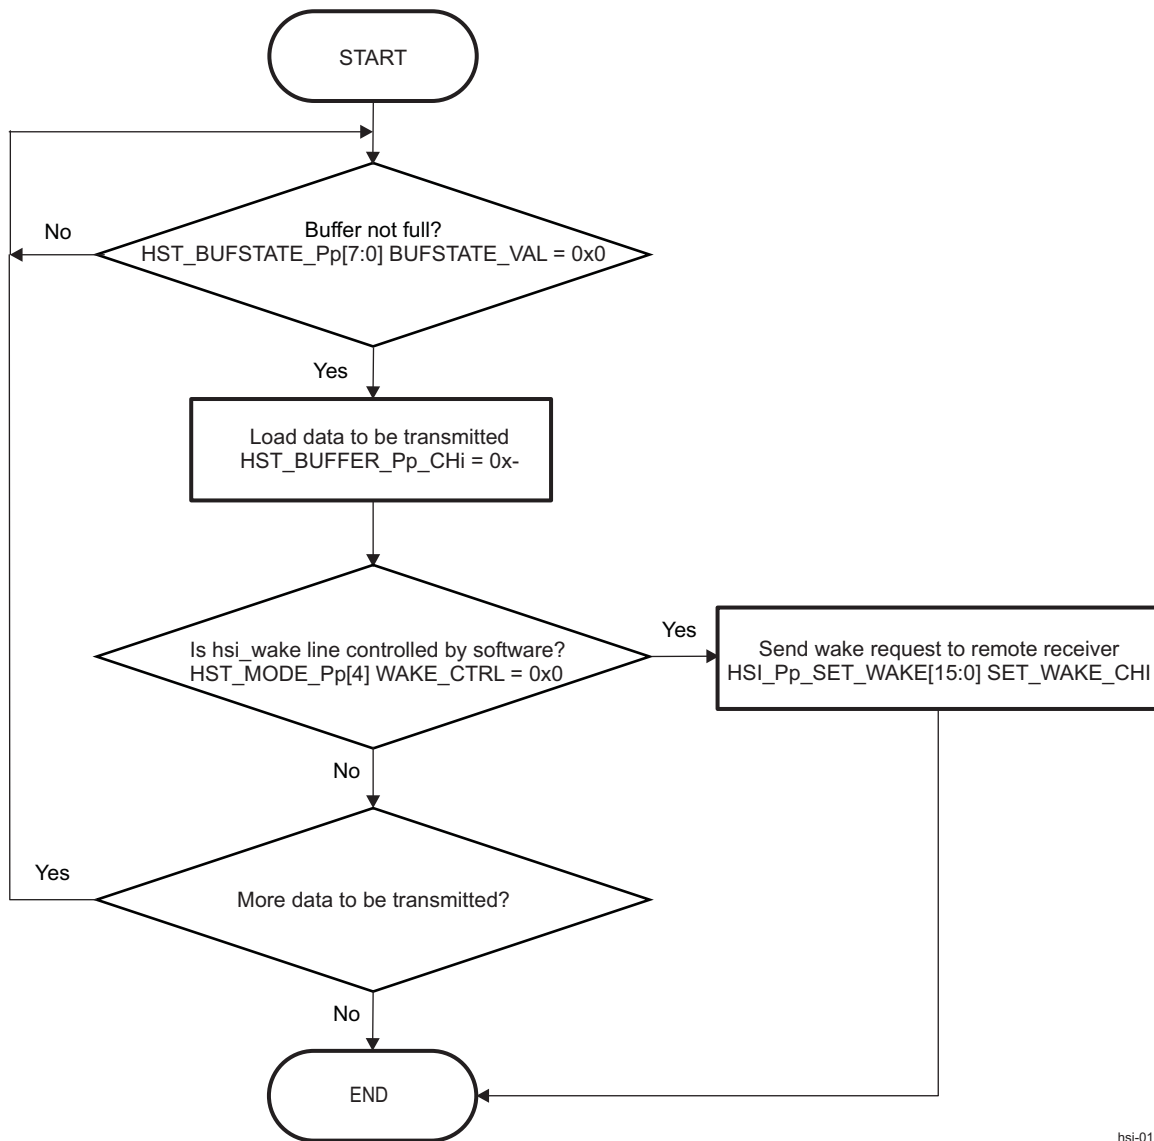 START
Buffer not full?
No
HST_BUFSTATE_Pp[7:0] BUFSTATE_VAL = 0x0
Yes
Load data to be transmitted
HST_BUFFER_Pp_CHi = 0x-
Is hsi_wake line controlled by software?
HST_MODE_Pp[4] WAKE_CTRL = 0x0
Yes
Send wake request to remote receiver
HSI_Pp_SET_WAKE[15:0] SET_WAKE_CHI
No
Yes
More data to be transmitted?
No
END
hsi-01